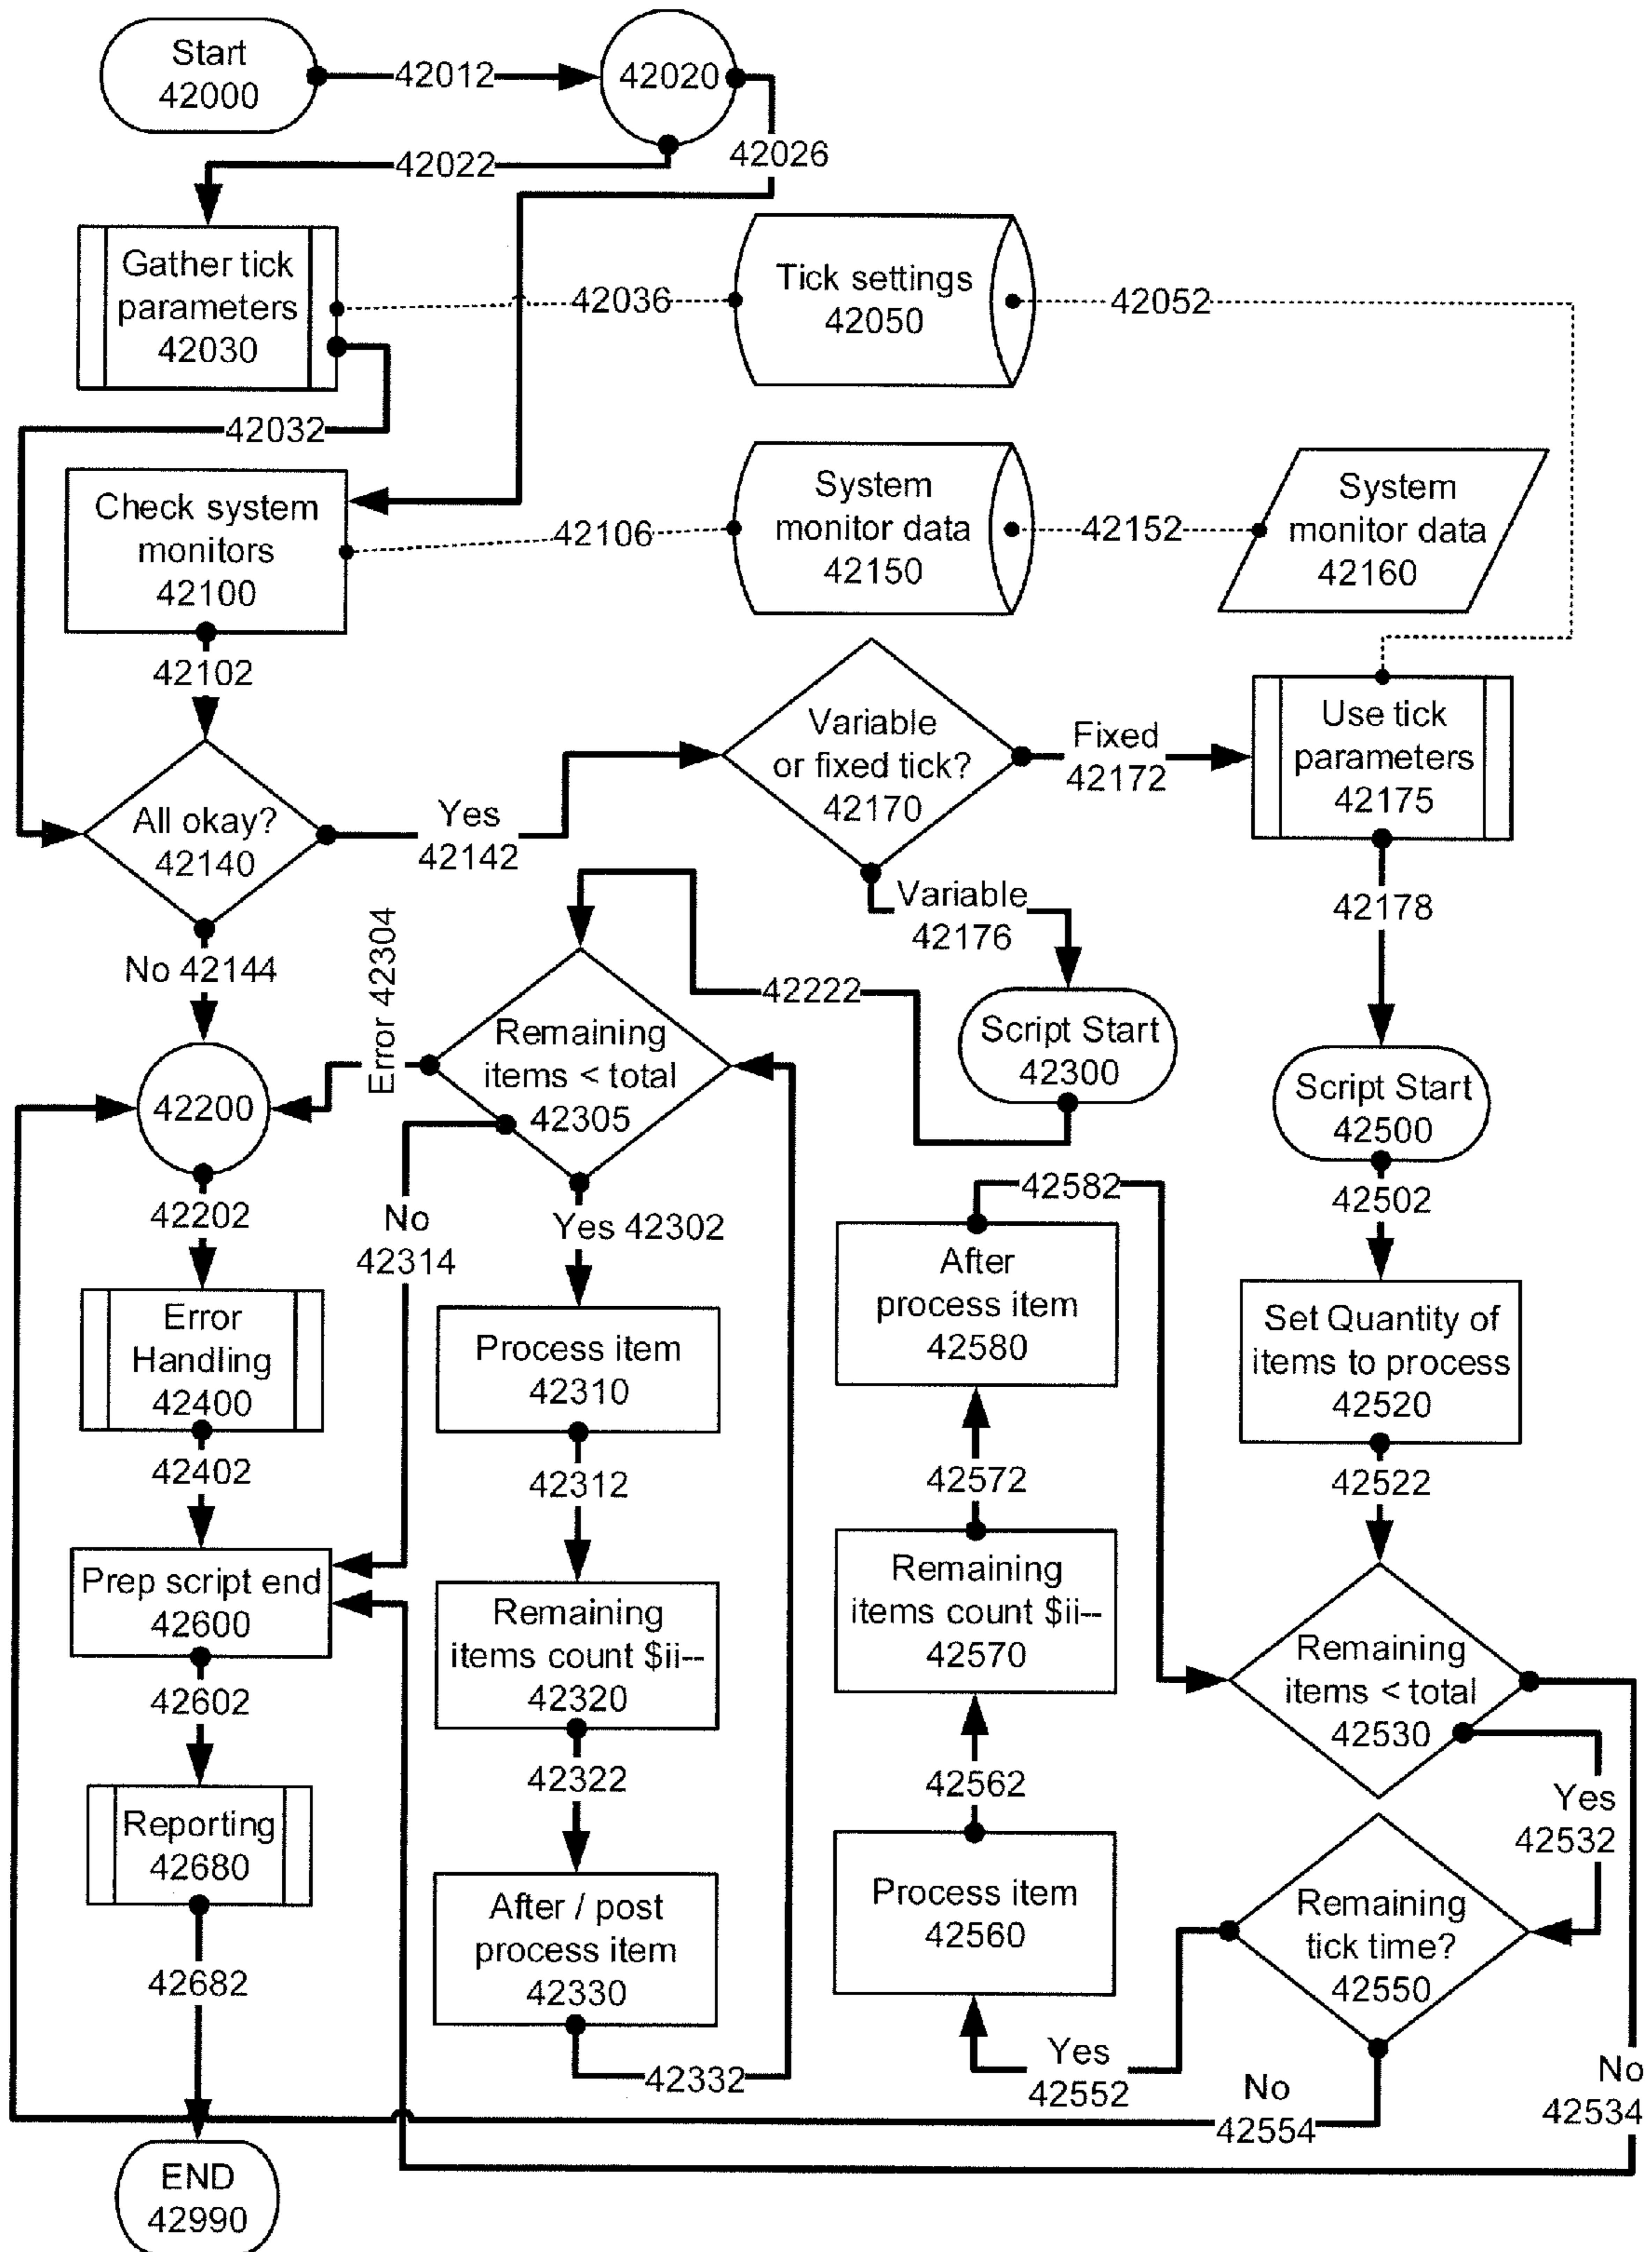 Start
42000
42012
42020
42022
42026
Gather tick
parameters
42030
42036
Tick settings
42050
42052
42032
Check system
monitors
42100
42106
System
monitor data
42150
42152
System
monitor data
42160
42102
All okay?
42140
Yes
42142
Variable
or fixed tick?
42170
Fixed
42172
Use tick
parameters
42175
Variable
42176
42178
No 42144
Error 42304
Remaining
items < total
42305
42222
Script Start
42300
Script Start
42500
42200
42202
No
42314
Yes 42302
42582
42502
Error
Handling
42400
Process item
42310
After
process item
42580
Set Quantity of
items to process
42520
42402
42312
42572
42522
Prep script end
42600
Remaining
items count $ii--
42320
Remaining
items count $ii--
42570
Remaining
items < total
42530
42602
42322
42562
Yes
42532
Reporting
42680
After / post
process item
42330
Process item
42560
Remaining
tick time?
42550
42682
42332
Yes
42552
No
42554
No
42534
END
42990